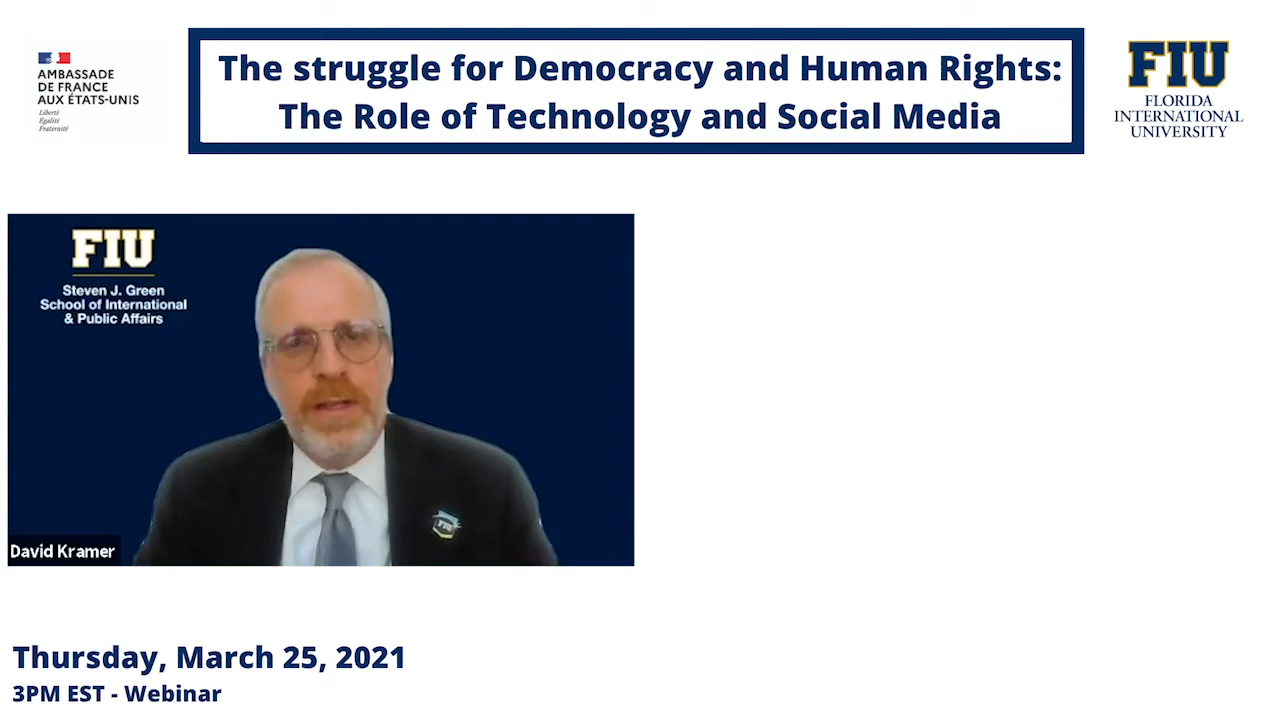 AMBASSADE
DE FRANCE
AUX ÉTATS-UNIS
Liberté
Égalité
Fraternité
The struggle for Democracy and Human Rights:
The Role of Technology and Social Media
FIU
FLORIDA
INTERNATIONAL
UNIVERSITY
FIU
Steven J. Green
School of International
& Public Affairs
FIU
David Kramer
Thursday, March 25, 2021
3PM EST - Webinar